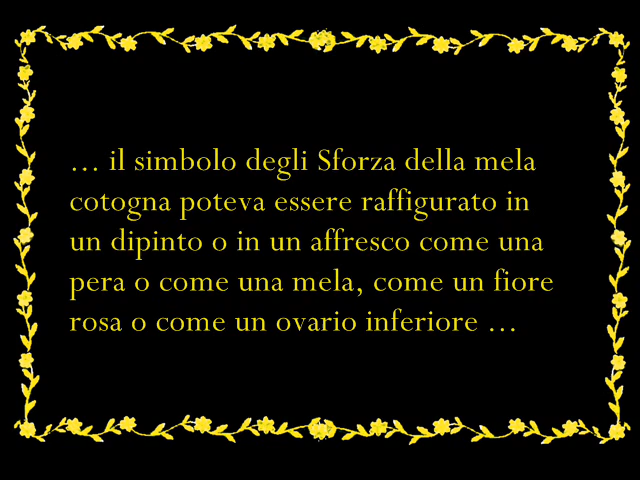 ... il simbolo degli Sforza della mela
cotogna poteva essere raffigurato in
un dipinto o in un affresco come una
pera o come una mela, come un fiore
rosa o come un ovario inferiore ...